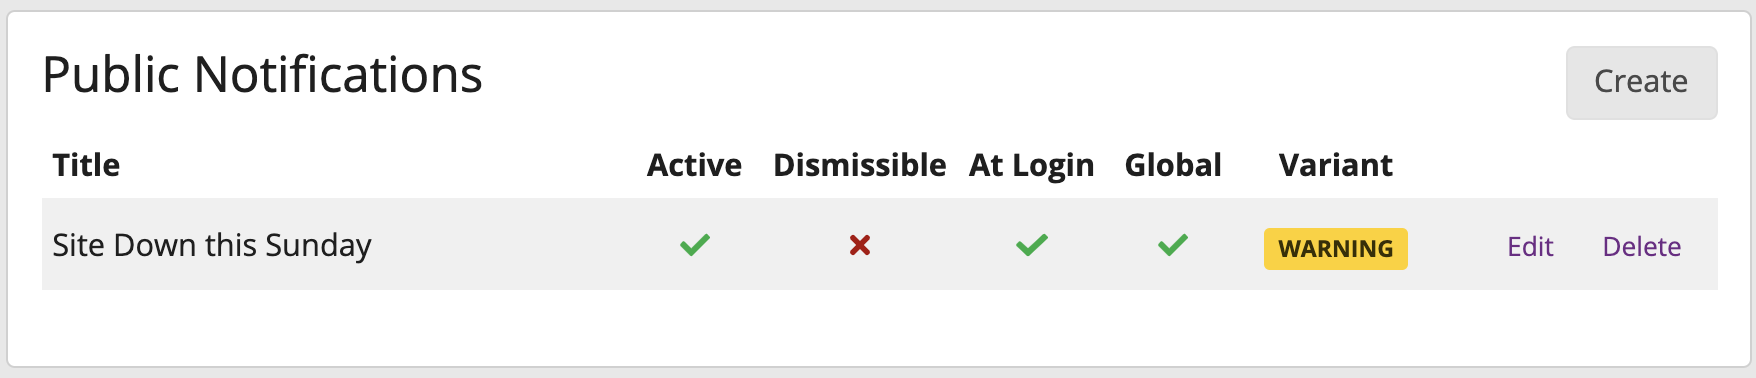 Public Notifications
Create
Title Active Dismissible At Login Global Variant
Site Down this Sunday WARNING Edit Delete